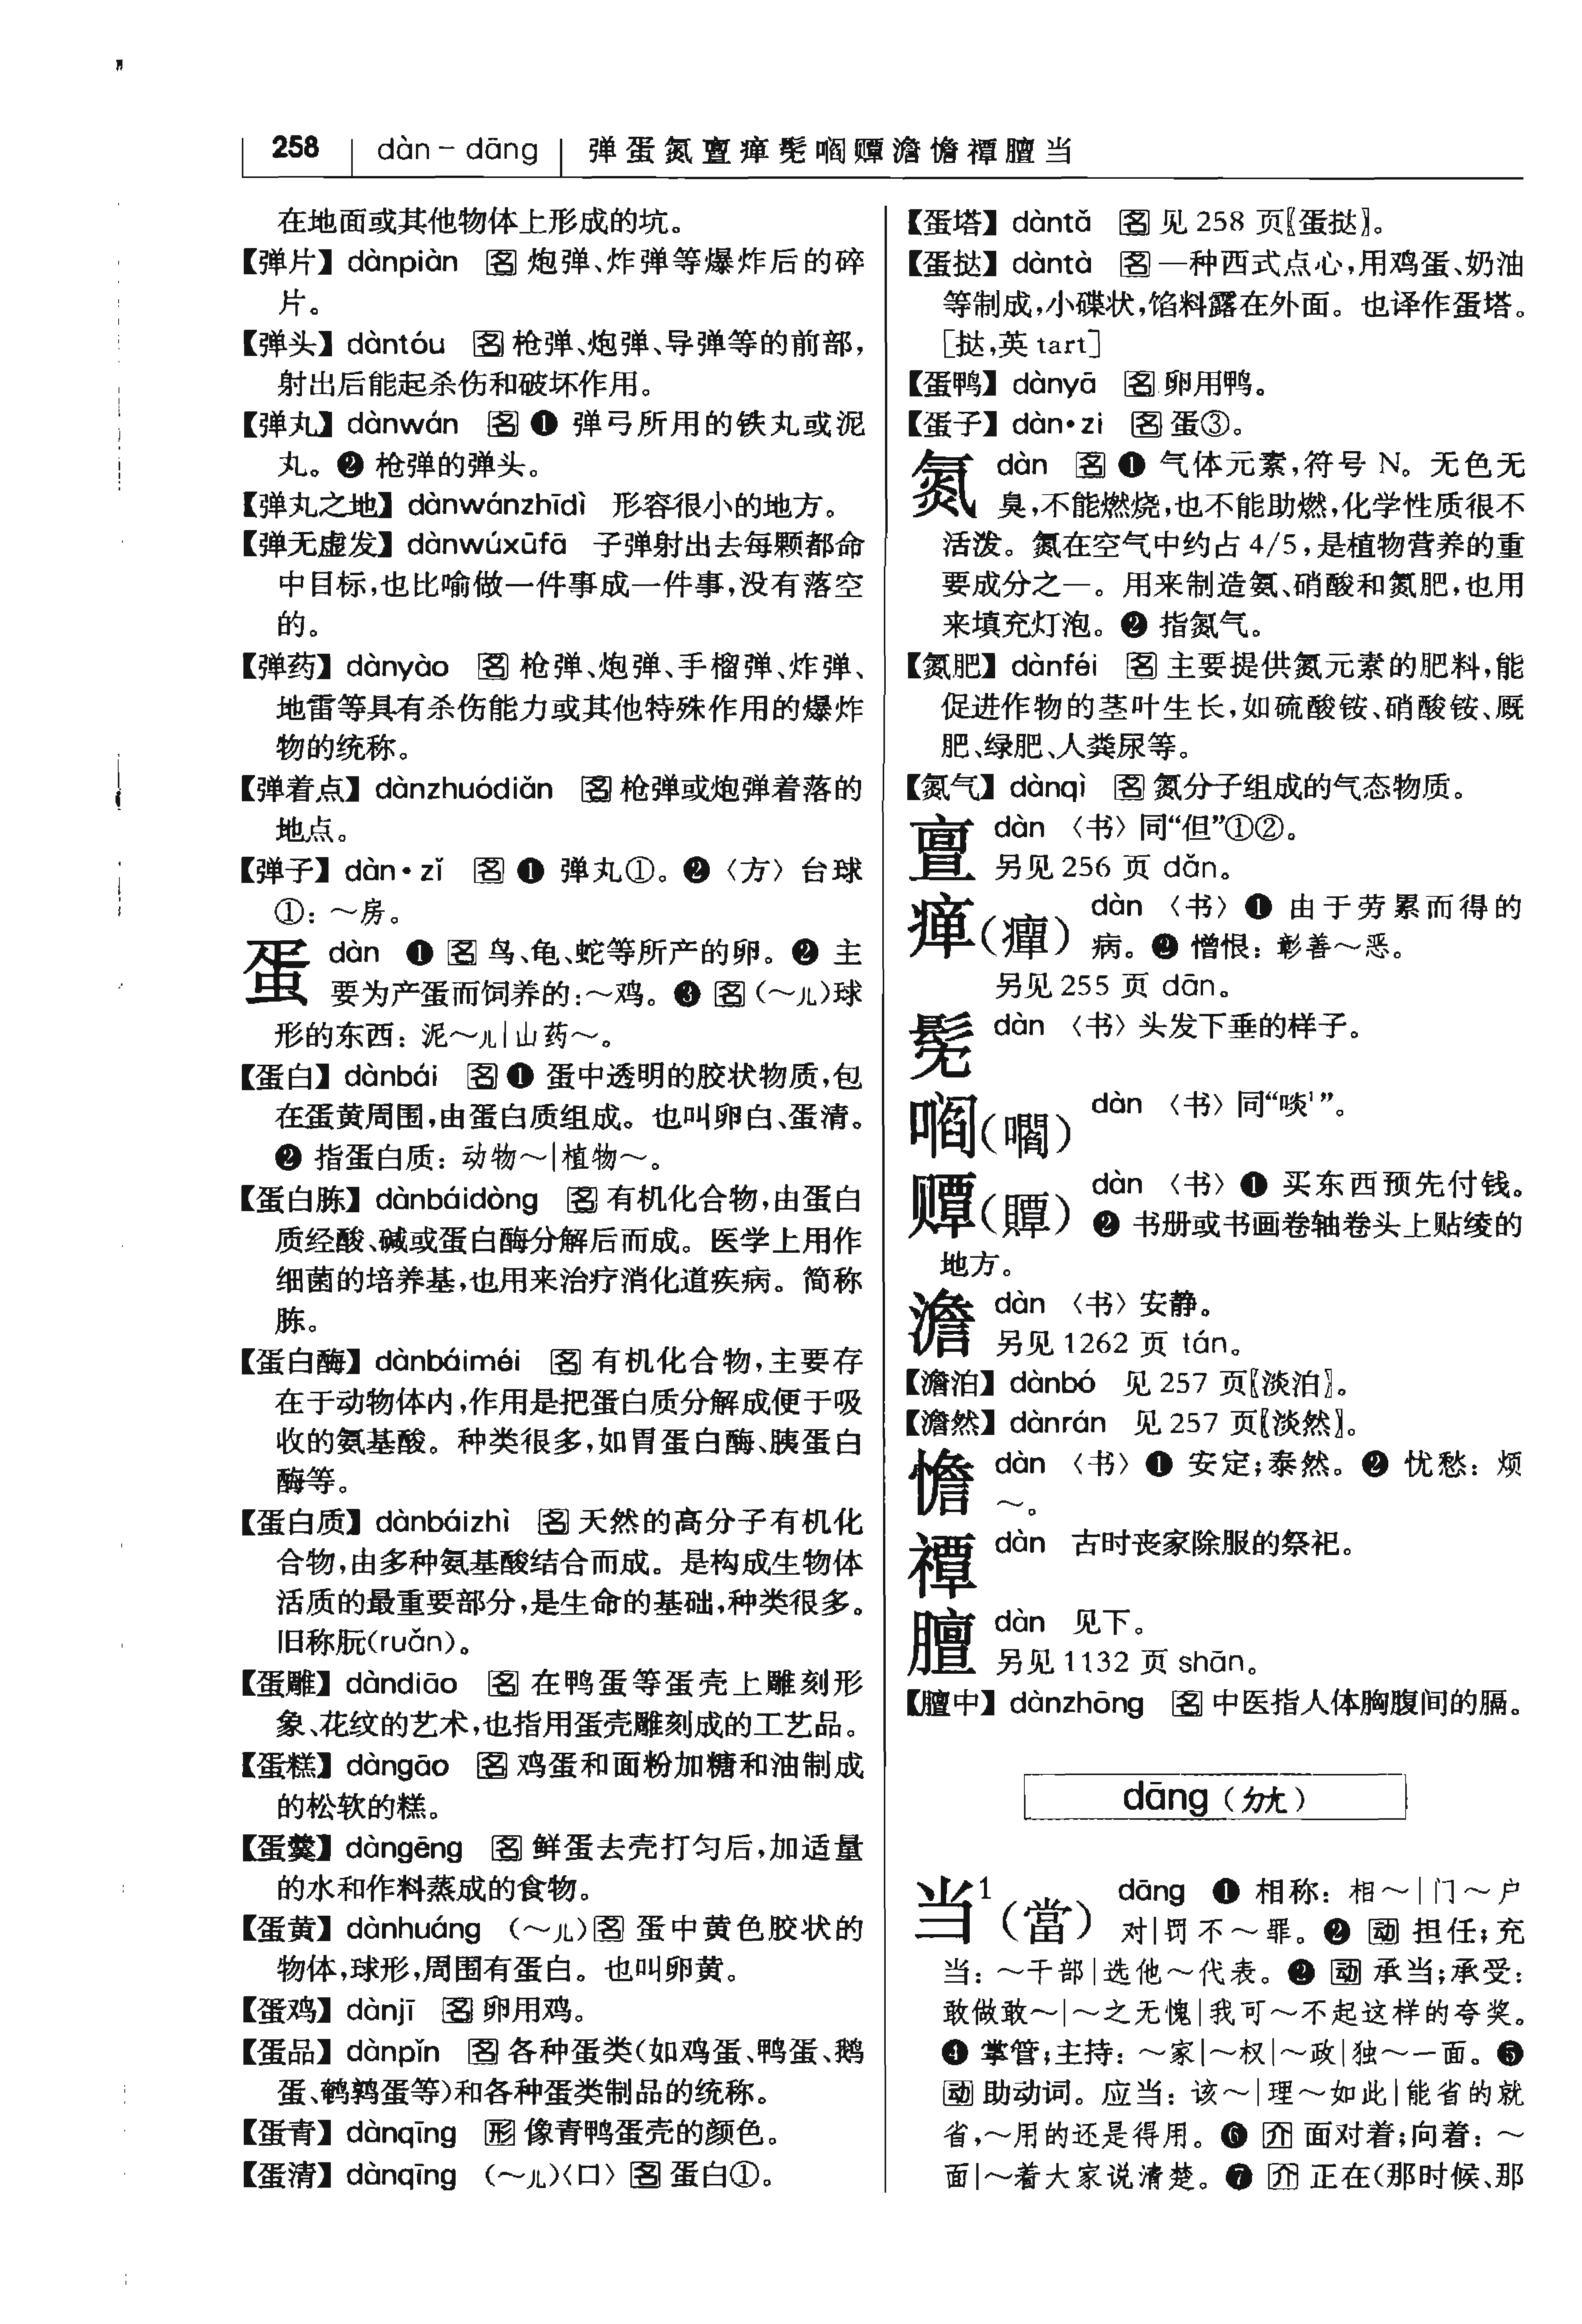 258 dàn–dāng 弹蛋氮亶瘅髧啯赕澹憺禫膻当
在地面或其他物体上形成的坑。
【弹片】dànpiàn 名 炮弹、炸弹等爆炸后的碎
片。
【弹头】dàntóu 名 枪弹、炮弹、导弹等的前部，
射出后能起杀伤和破坏作用。
【弹丸】dànwán 名 ❶ 弹弓所用的铁丸或泥
丸。❷ 枪弹的弹头。
【弹丸之地】dànwánzhīdì 形容很小的地方。
【弹无虚发】dànwúxūfā 子弹射出去每颗都命
中目标，也比喻做一件事成一件事，没有落空
的。
【弹药】dànyào 名 枪弹、炮弹、手榴弹、炸弹、
地雷等具有杀伤能力或其他特殊作用的爆炸
物的统称。
【弹着点】dànzhuódiǎn 名 枪弹或炮弹着落的
地点。
【弹子】dàn·zǐ 名 ❶ 弹丸①。❷〈方〉台球
①：～房。
蛋 dàn ❶ 名 鸟、龟、蛇等所产的卵。❷ 主
要为产蛋而饲养的：～鸡。❸ 名（～儿）球
形的东西：泥～儿|山药～。
【蛋白】dànbái 名 ❶ 蛋中透明的胶状物质，包
在蛋黄周围，由蛋白质组成。也叫卵白、蛋清。
❷ 指蛋白质：动物～|植物～。
【蛋白胨】dànbáidòng 名 有机化合物，由蛋白
质经酸、碱或蛋白酶分解后而成。医学上用作
细菌的培养基，也用来治疗消化道疾病。简称
胨。
【蛋白酶】dànbáiméi 名 有机化合物，主要存
在于动物体内，作用是把蛋白质分解成便于吸
收的氨基酸。种类很多，如胃蛋白酶、胰蛋白
酶等。
【蛋白质】dànbáizhì 名 天然的高分子有机化
合物，由多种氨基酸结合而成。是构成生物体
活质的最重要部分，是生命的基础，种类很多。
旧称朊(ruǎn)。
【蛋雕】dàndiāo 名 在鸭蛋等蛋壳上雕刻形
象、花纹的艺术，也指用蛋壳雕刻成的工艺品。
【蛋糕】dàngāo 名 鸡蛋和面粉加糖和油制成
的松软的糕。
【蛋羹】dàngēng 名 鲜蛋去壳打匀后，加适量
的水和作料蒸成的食物。
【蛋黄】dànhuáng （～儿）名 蛋中黄色胶状的
物体，球形，周围有蛋白。也叫卵黄。
【蛋鸡】dànjī 名 卵用鸡。
【蛋品】dànpǐn 名 各种蛋类（如鸡蛋、鸭蛋、鹅
蛋、鹌鹑蛋等）和各种蛋类制品的统称。
【蛋青】dànqīng 形 像青鸭蛋壳的颜色。
【蛋清】dànqīng （～儿）〈口〉名 蛋白①。
【蛋塔】dàntǎ 名 见 258 页〖蛋挞〗。
【蛋挞】dàntà 名 一种西式点心，用鸡蛋、奶油
等制成，小碟状，馅料露在外面。也译作蛋塔。
［挞，英 tart］
【蛋鸭】dànyā 名 卵用鸭。
【蛋子】dàn·zi 名 蛋③。
氮 dàn 名 ❶ 气体元素，符号 N。无色无
臭，不能燃烧，也不能助燃，化学性质很不
活泼。氮在空气中约占 4/5，是植物营养的重
要成分之一。用来制造氨、硝酸和氮肥，也用
来填充灯泡。❷ 指氮气。
【氮肥】dànféi 名 主要提供氮元素的肥料，能
促进作物的茎叶生长，如硫酸铵、硝酸铵、厩
肥、绿肥、人粪尿等。
【氮气】dànqì 名 氮分子组成的气态物质。
亶 dàn 〈书〉同“但”①②。
另见 256 页 dǎn。
瘅（癉） dàn 〈书〉❶ 由于劳累而得的
病。❷ 憎恨：彰善～恶。
另见 255 页 dān。
髧 dàn 〈书〉头发下垂的样子。
𬊤（嚪） dàn 〈书〉同“啖¹”。
赕（贉） dàn 〈书〉❶ 买东西预先付钱。
❷ 书册或书画卷轴卷头上贴绫的
地方。
澹 dàn 〈书〉安静。
另见 1262 页 tán。
【澹泊】dànbó 见 257 页〖淡泊〗。
【澹然】dànrán 见 257 页〖淡然〗。
憺 dàn 〈书〉❶ 安定；泰然。❷ 忧愁：烦
～。
禫 dàn 古时丧家除服的祭祀。
膻 dàn 见下。
另见 1132 页 shān。
【膻中】dànzhōng 名 中医指人体胸腹间的膈。
dāng（ㄉㄤ）
当¹（當） dāng ❶ 相称：相～|门～户
对|罚不～罪。❷ 动 担任；充
当：～干部|选他～代表。❸ 动 承当；承受：
敢做敢～|～之无愧|我可～不起这样的夸奖。
❹ 掌管；主持：～家|～权|～政|独～一面。❺
动 助动词。应当：该～|理～如此|能省的就
省，～用的还是得用。❻ 介 面对着；向着：～
面|～着大家说清楚。❼ 介 正在（那时候、那